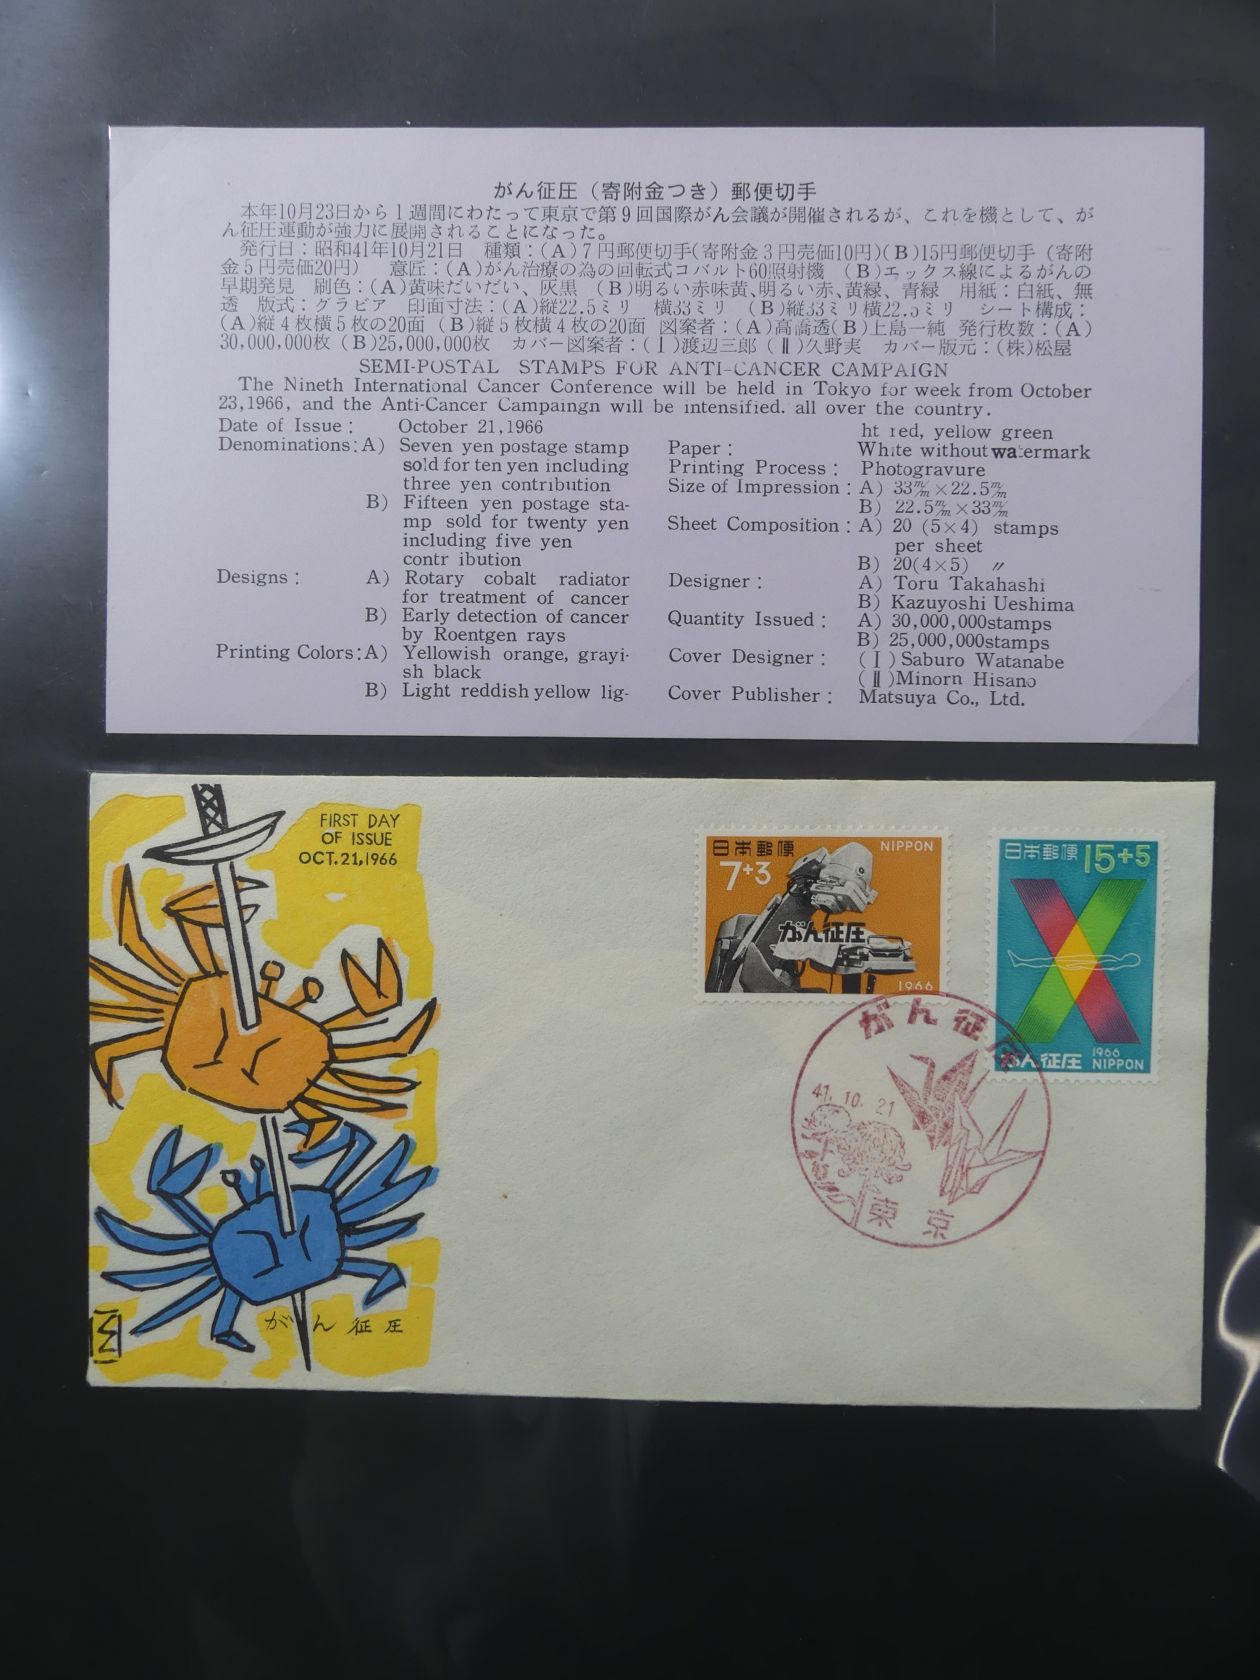 がん征圧（寄附金つき）郵便切手
本年10月23日から1週間にわたって東京で第9回国際がん会議が開催されるが、これを機として、が
ん征圧運動が強力に展開されることになった。
発行日：昭和41年10月21日　種類：（A）7円郵便切手（寄附金3円売価10円）（B）15円郵便切手（寄附
金5円売価20円）　意匠：（A）がん治療の為の回転式コバルト60照射機　（B）エックス線によるがんの
早期発見　刷色：（A）黄味だいだい、灰黒　（B）明るい赤味黄、明るい赤、黄緑、青緑　用紙：白紙、無
透　版式：グラビア　印面寸法：（A）縦22.5ミリ　横33ミリ　（B）縦33ミリ横22.5ミリ　シート構成：
（A）縦4枚横5枚の20面　（B）縦5枚横4枚の20面　図案者：（A）高橋透（B）上島一純　発行枚数：（A）
30,000,000枚（B）25,000,000枚　カバー図案者：（Ⅰ）渡辺三郎（Ⅱ）久野実　カバー版元：（株）松屋
SEMI-POSTAL STAMPS FOR ANTI-CANCER CAMPAIGN
The Nineth International Cancer Conference will be held in Tokyo for week from October
23,1966, and the Anti-Cancer Campaingn will be intensified. all over the country.
Date of Issue : October 21,1966
Denominations: A) Seven yen postage stamp
sold for ten yen including
three yen contribution
B) Fifteen yen postage sta-
mp sold for twenty yen
including five yen
contr ibution
Designs : A) Rotary cobalt radiator
for treatment of cancer
B) Early detection of cancer
by Roentgen rays
Printing Colors: A) Yellowish orange, grayi-
sh black
B) Light reddish yellow lig-
ht red, yellow green
Paper : White without watermark
Printing Process : Photogravure
Size of Impression : A) 33m/m×22.5m/m
B) 22.5m/m×33m/m
Sheet Composition : A) 20 (5×4) stamps
per sheet
B) 20(4×5) 〃
Designer : A) Toru Takahashi
B) Kazuyoshi Ueshima
Quantity Issued : A) 30,000,000stamps
B) 25,000,000stamps
Cover Designer : (Ⅰ) Saburo Watanabe
(Ⅱ)Minorn Hisano
Cover Publisher : Matsuya Co., Ltd.
FIRST DAY
OF ISSUE
OCT.21,1966
がん征圧
日本郵便 NIPPON
7+3
がん征圧
1966
日本郵便 15+5
がん征圧 1966
NIPPON
がん征圧
41.10.21
東京